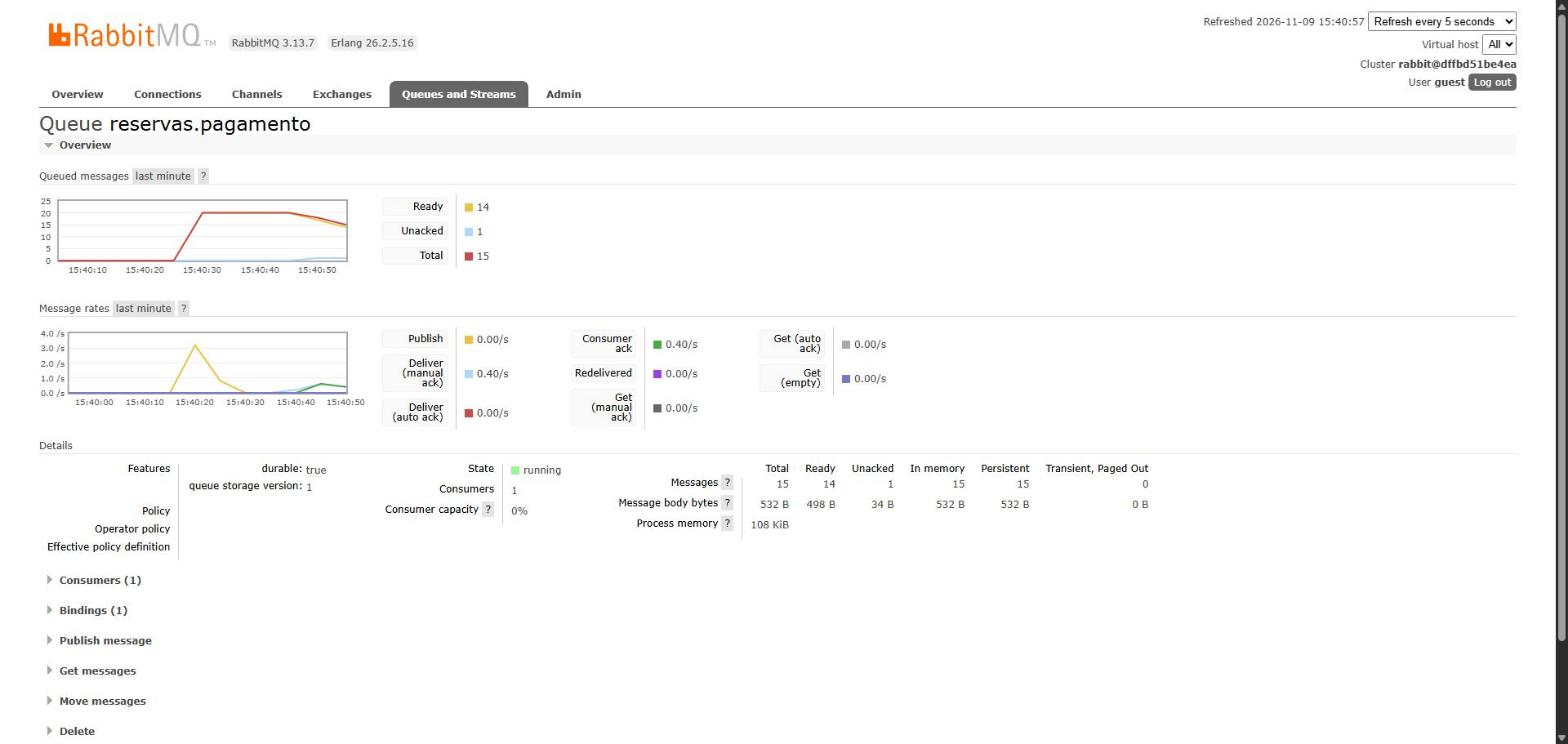 RabbitMQ TM RabbitMQ 3.13.7 Erlang 26.2.5.16
Refreshed 2026-11-09 15:40:57 Refresh every 5 seconds
Virtual host All
Cluster rabbit@dffbd51be4ea
User guest Log out
Overview Connections Channels Exchanges Queues and Streams Admin
Queue reservas.pagamento
Overview
Queued messages last minute ?
25
20
15
10
5
0
15:40:10 15:40:20 15:40:30 15:40:40 15:40:50
Ready 14
Unacked 1
Total 15
Message rates last minute ?
4.0 /s
3.0 /s
2.0 /s
1.0 /s
0.0 /s
15:40:00 15:40:10 15:40:20 15:40:30 15:40:40 15:40:50
Publish 0.00/s
Deliver
(manual
ack) 0.40/s
Deliver
(auto ack) 0.00/s
Consumer
ack 0.40/s
Redelivered 0.00/s
Get
(manual
ack) 0.00/s
Get (auto
ack) 0.00/s
Get
(empty) 0.00/s
Details
Features durable: true
queue storage version: 1
Policy
Operator policy
Effective policy definition
State running
Consumers 1
Consumer capacity ? 0%
Total Ready Unacked In memory Persistent Transient, Paged Out
Messages ? 15 14 1 15 15 0
Message body bytes ? 532 B 498 B 34 B 532 B 532 B 0 B
Process memory ? 108 KiB
Consumers (1)
Bindings (1)
Publish message
Get messages
Move messages
Delete